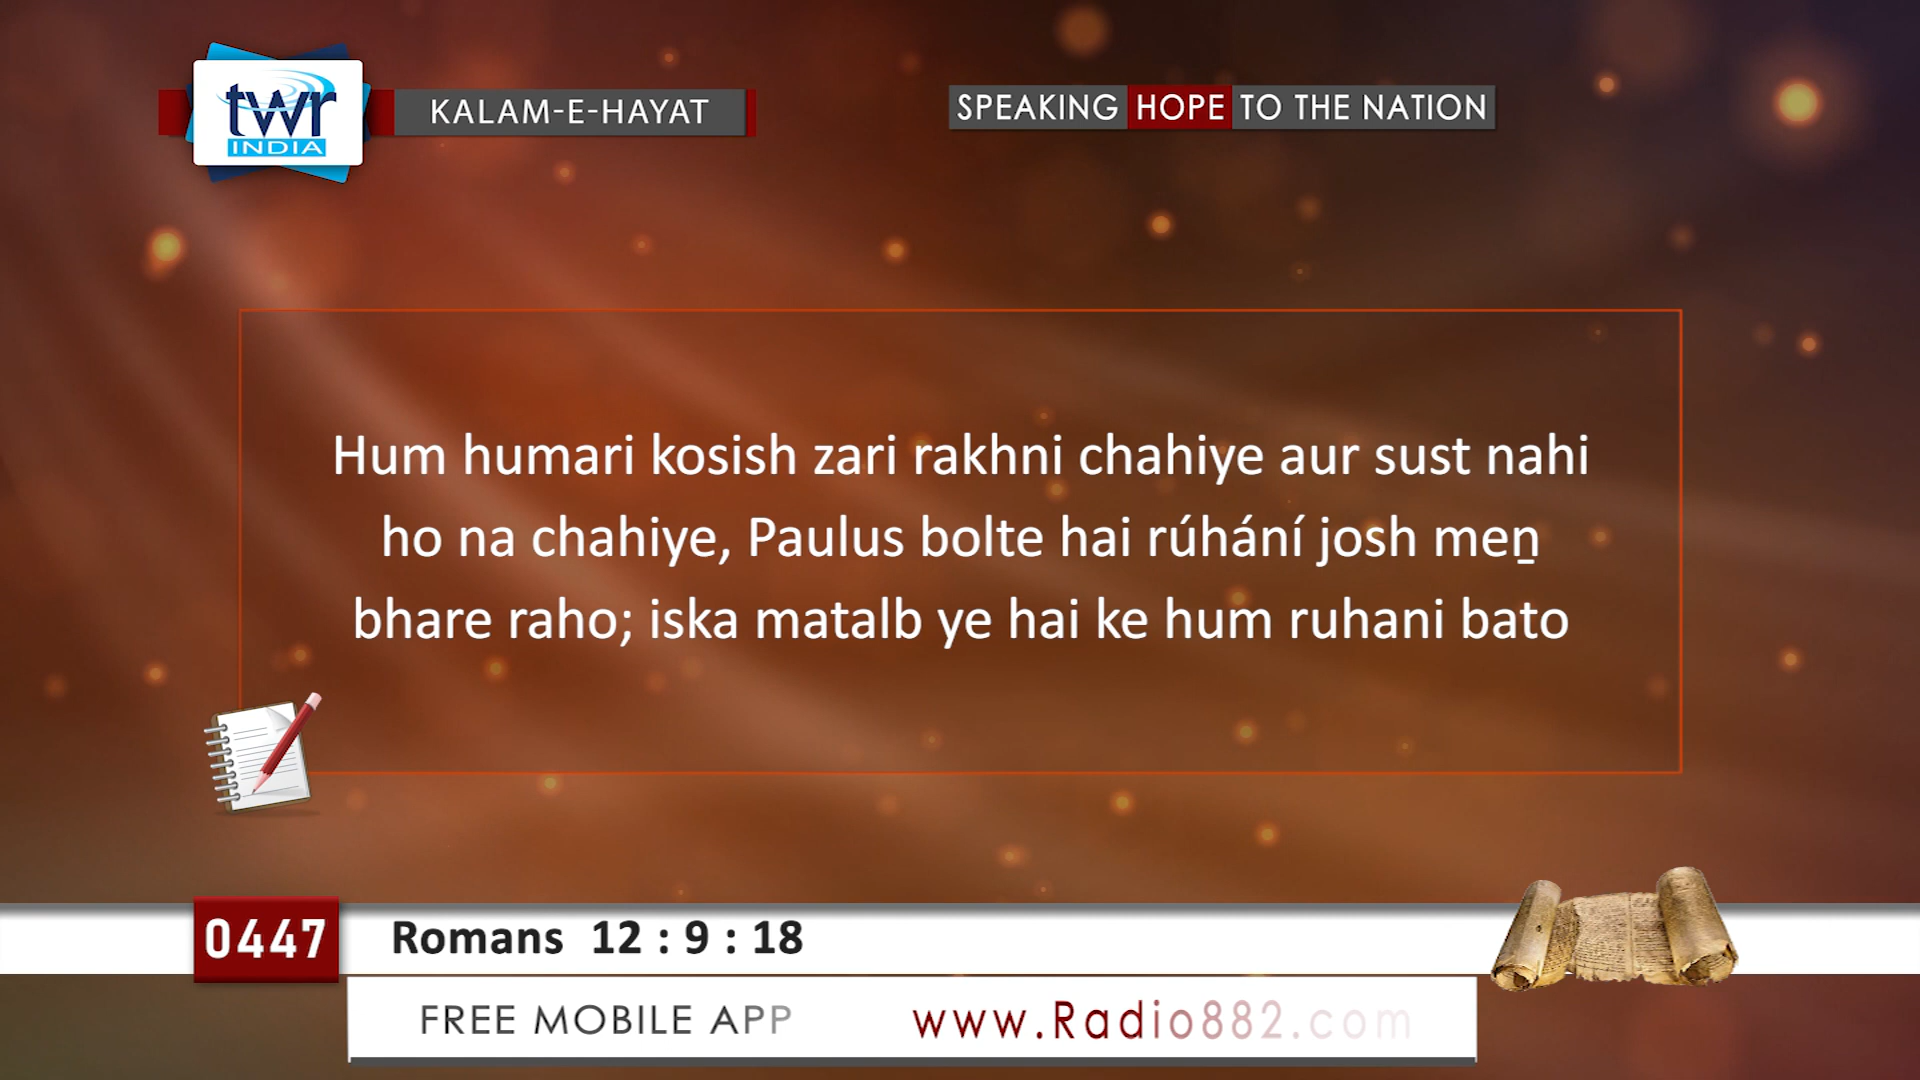 twr
INDIA
KALAM-E-HAYAT
SPEAKING HOPE TO THE NATION
Hum humari kosish zari rakhni chahiye aur sust nahi
ho na chahiye, Paulus bolte hai rúhání josh meṉ
bhare raho; iska matalb ye hai ke hum ruhani bato
0447
Romans 12 : 9 : 18
FREE MOBILE APP
www.Radio882.com